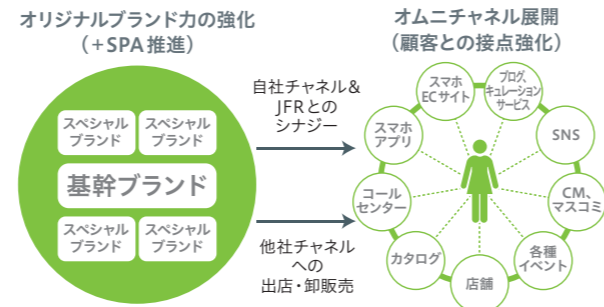 オリジナルブランド力の強化
（＋SPA推進）
スペシャル
ブランド
スペシャル
ブランド
基幹ブランド
スペシャル
ブランド
スペシャル
ブランド
自社チャネル＆
JFRとの
シナジー
他社チャネル
への
出店・卸販売
オムニチャネル展開
（顧客との接点強化）
スマホ
ECサイト
ブログ、
キュレーション
サービス
スマホ
アプリ
SNS
コール
センター
CM、
マスコミ
カタログ
各種
イベント
店舗